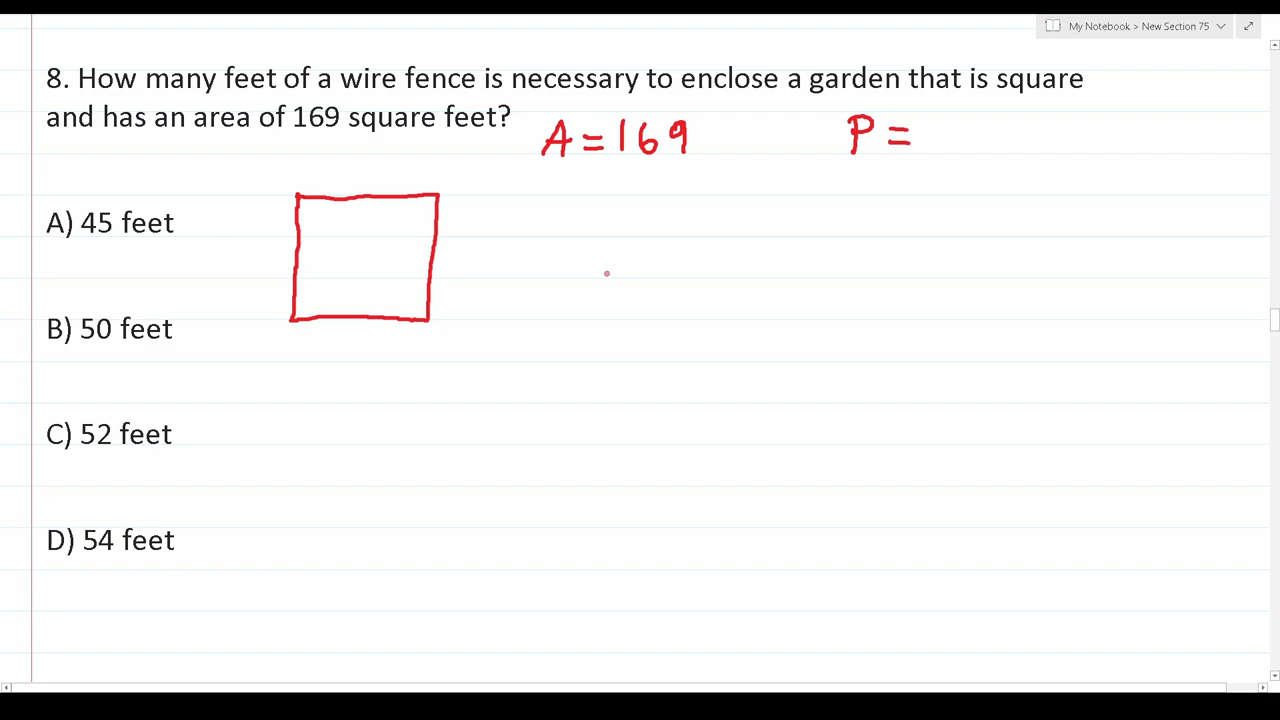 My Notebook > New Section 75
8. How many feet of a wire fence is necessary to enclose a garden that is square
and has an area of 169 square feet?
A = 169
P =
A) 45 feet
B) 50 feet
C) 52 feet
D) 54 feet